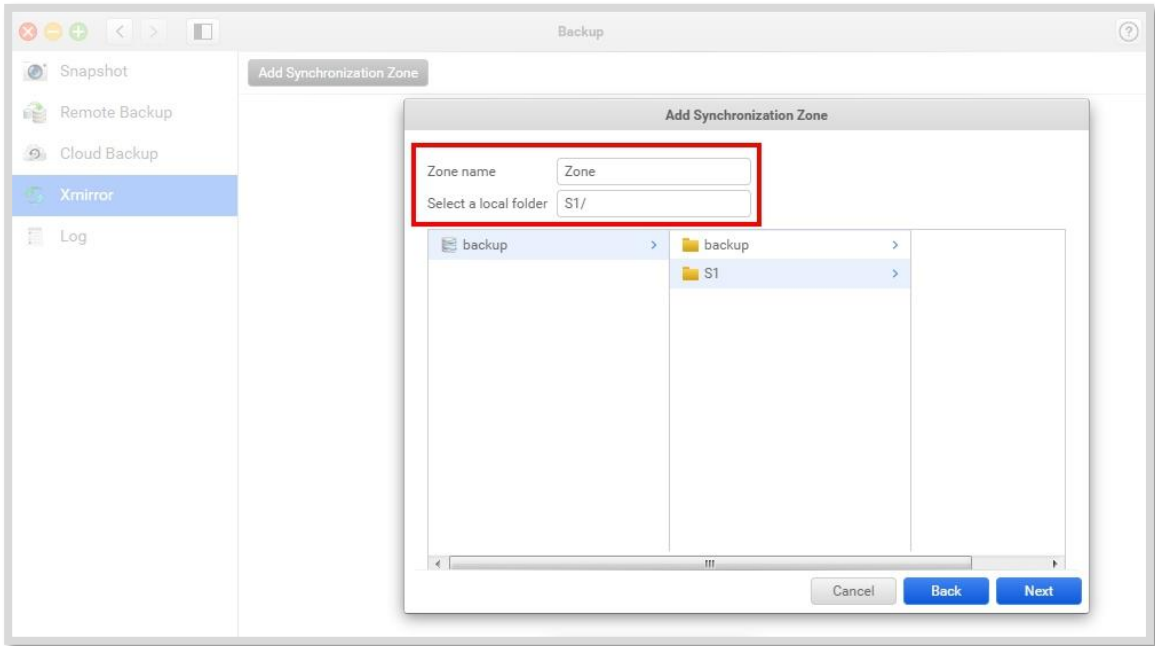 Backup
?
Snapshot
Remote Backup
Cloud Backup
Xmirror
Log
Add Synchronization Zone
Add Synchronization Zone
Zone name Zone
Select a local folder S1/
backup backup
S1
Cancel Back Next